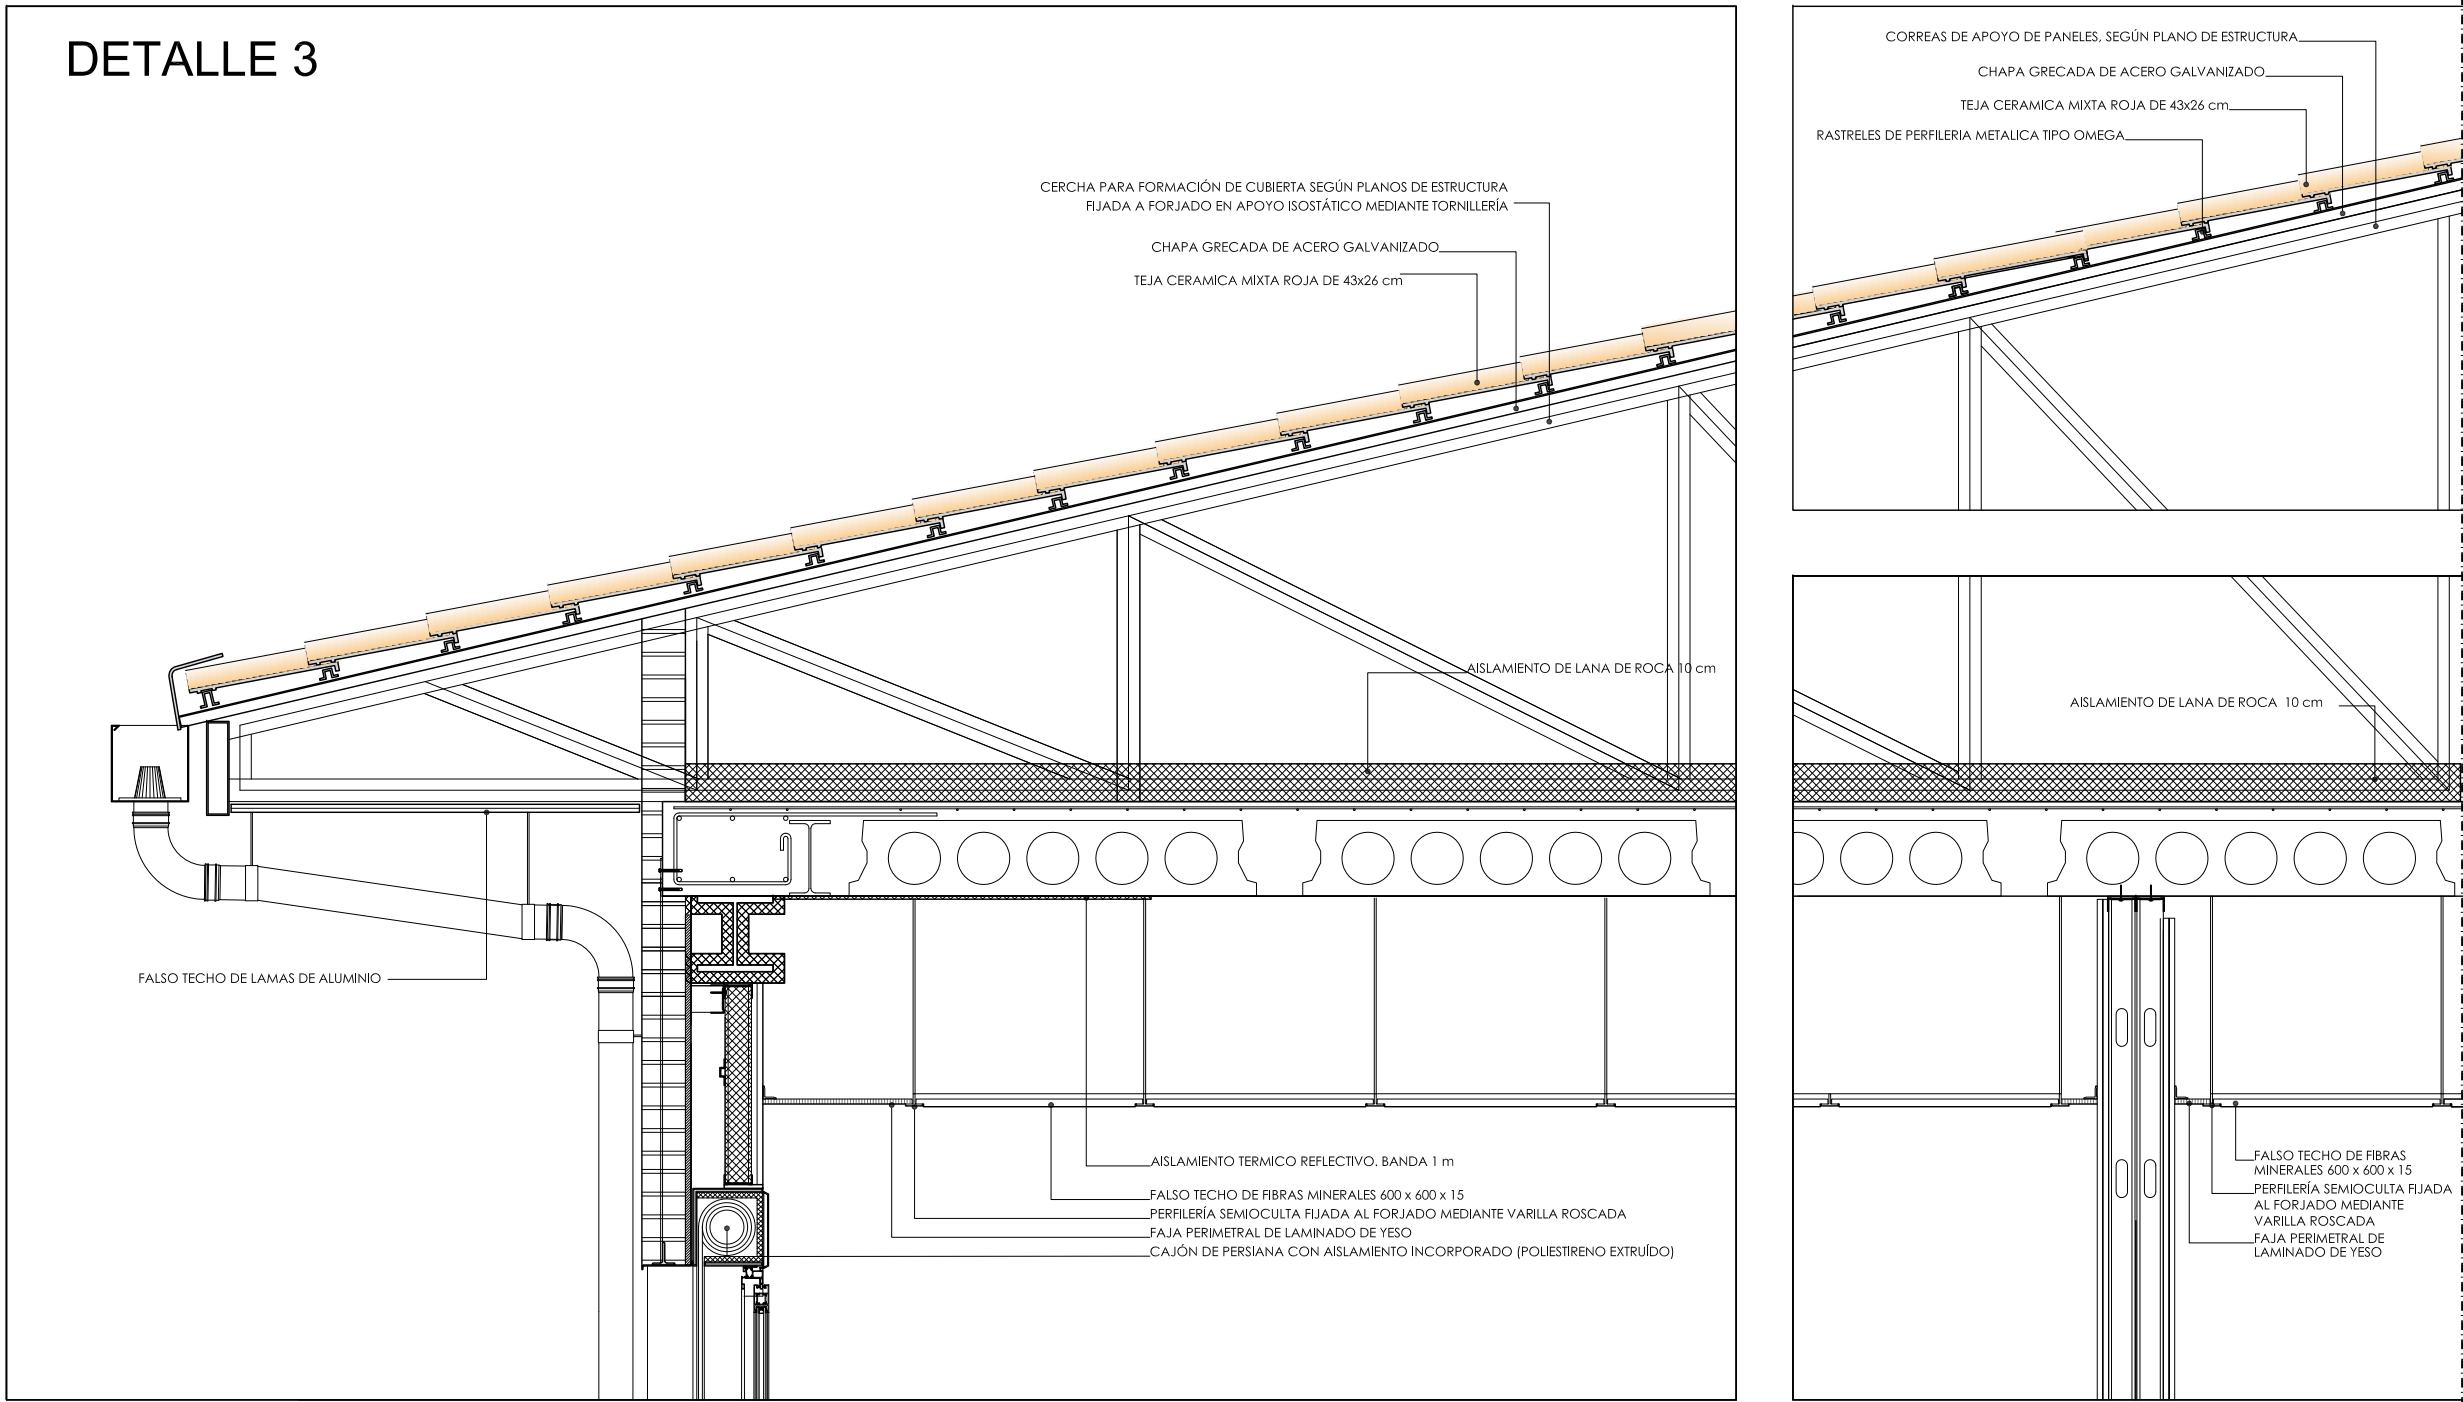 DETALLE 3
CERCHA PARA FORMACIÓN DE CUBIERTA SEGÚN PLANOS DE ESTRUCTURA
FIJADA A FORJADO EN APOYO ISOSTÁTICO MEDIANTE TORNILLERÍA
CHAPA GRECADA DE ACERO GALVANIZADO
TEJA CERAMICA MIXTA ROJA DE 43x26 cm
AISLAMIENTO DE LANA DE ROCA 10 cm
FALSO TECHO DE LAMAS DE ALUMINIO
AISLAMIENTO TERMICO REFLECTIVO. BANDA 1 m
FALSO TECHO DE FIBRAS MINERALES 600 x 600 x 15
PERFILERÍA SEMIOCULTA FIJADA AL FORJADO MEDIANTE VARILLA ROSCADA
FAJA PERIMETRAL DE LAMINADO DE YESO
CAJÓN DE PERSIANA CON AISLAMIENTO INCORPORADO (POLIESTIRENO EXTRUÍDO)
CORREAS DE APOYO DE PANELES, SEGÚN PLANO DE ESTRUCTURA
CHAPA GRECADA DE ACERO GALVANIZADO
TEJA CERAMICA MIXTA ROJA DE 43x26 cm
RASTRELES DE PERFILERIA METALICA TIPO OMEGA
AISLAMIENTO DE LANA DE ROCA 10 cm
FALSO TECHO DE FIBRAS
MINERALES 600 x 600 x 15
PERFILERÍA SEMIOCULTA FIJADA
AL FORJADO MEDIANTE
VARILLA ROSCADA
FAJA PERIMETRAL DE
LAMINADO DE YESO